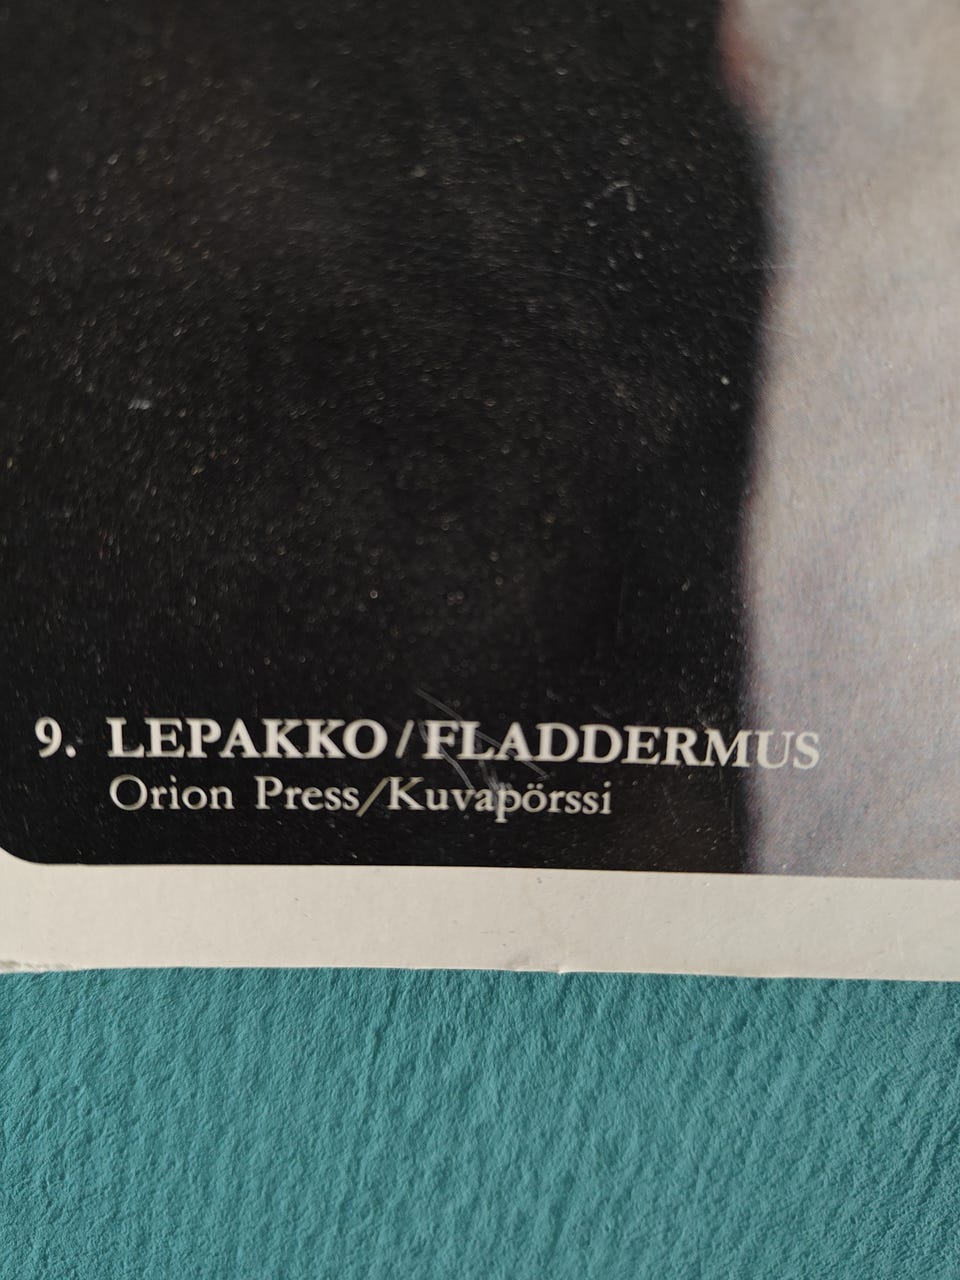 9. LEPAKKO/FLADDERMUS
Orion Press/Kuvapörssi